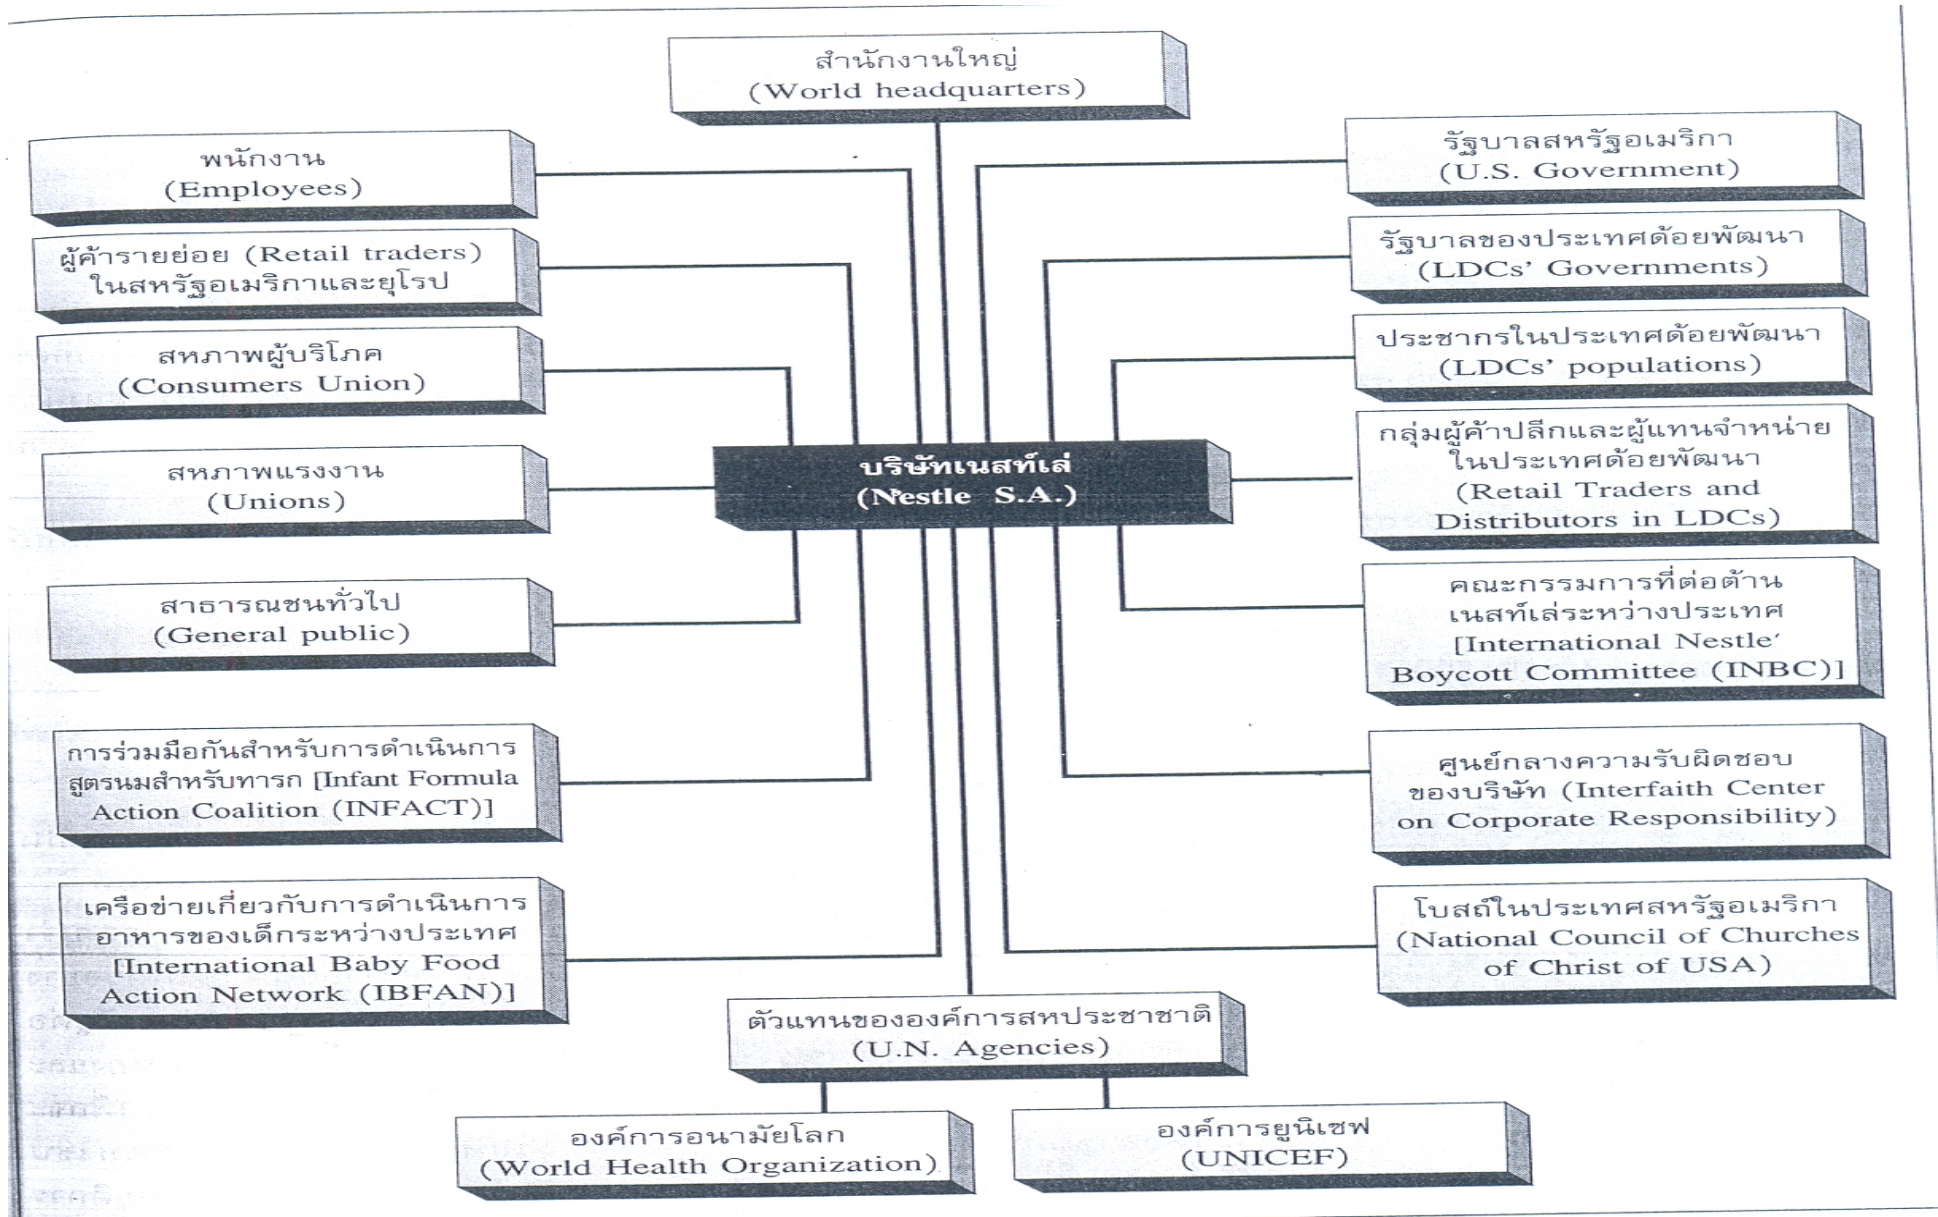 สำนักงานใหญ่
(World headquarters)
พนักงาน
(Employees)
ผู้ค้ารายย่อย (Retail traders)
ในสหรัฐอเมริกาและยุโรป
สหภาพผู้บริโภค
(Consumers Union)
สหภาพแรงงาน
(Unions)
สาธารณชนทั่วไป
(General public)
การร่วมมือกันสำหรับการดำเนินการ
สูตรนมสำหรับทารก [Infant Formula
Action Coalition (INFACT)]
เครือข่ายเกี่ยวกับการดำเนินการ
อาหารของเด็กระหว่างประเทศ
[International Baby Food
Action Network (IBFAN)]
บริษัทเนสท์เล่
(Nestle S.A.)
รัฐบาลสหรัฐอเมริกา
(U.S. Government)
รัฐบาลของประเทศด้อยพัฒนา
(LDCs' Governments)
ประชากรในประเทศด้อยพัฒนา
(LDCs' populations)
กลุ่มผู้ค้าปลีกและผู้แทนจำหน่าย
ในประเทศด้อยพัฒนา
(Retail Traders and
Distributors in LDCs)
คณะกรรมการที่ต่อต้าน
เนสท์เล่ระหว่างประเทศ
[International Nestle′
Boycott Committee (INBC)]
ศูนย์กลางความรับผิดชอบ
ของบริษัท (Interfaith Center
on Corporate Responsibility)
โบสถ์ในประเทศสหรัฐอเมริกา
(National Council of Churches
of Christ of USA)
ตัวแทนขององค์การสหประชาชาติ
(U.N. Agencies)
องค์การอนามัยโลก
(World Health Organization)
องค์การยูนิเซฟ
(UNICEF)